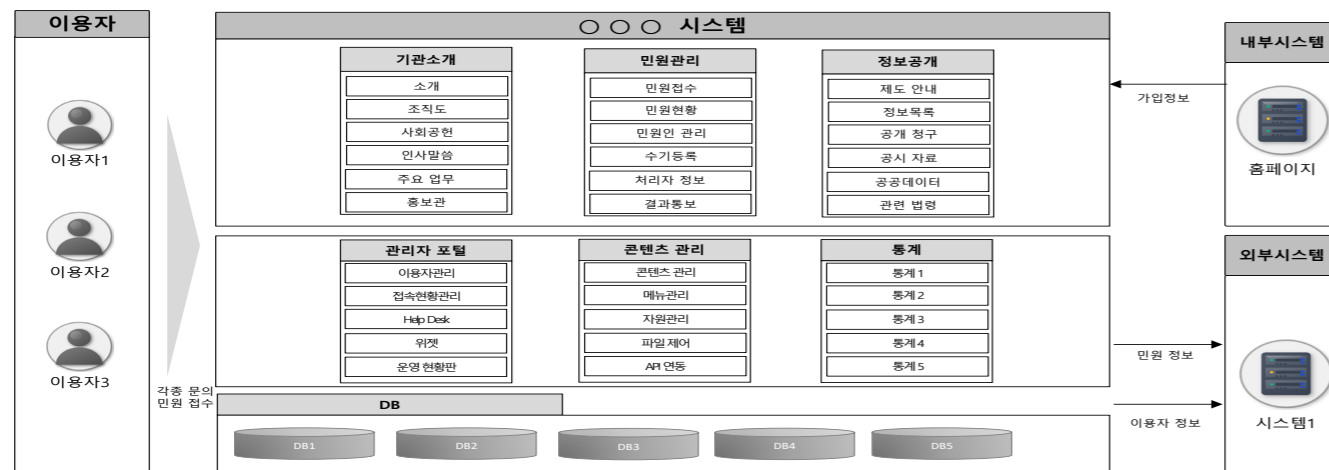 이용자
이용자1
이용자2
이용자3
각종 문의
민원 접수
○ ○ ○ 시스템
기관소개
소개
조직도
사회공헌
인사말씀
주요 업무
홍보관
민원관리
민원접수
민원현황
민원인 관리
수기등록
처리자 정보
결과통보
정보공개
제도 안내
정보목록
공개 청구
공시 자료
공공데이터
관련 법령
관리자 포털
이용자관리
접속현황관리
Help Desk
위젯
운영 현황판
콘텐츠 관리
콘텐츠 관리
메뉴관리
자원관리
파일 제어
API 연동
통계
통계 1
통계 2
통계 3
통계 4
통계 5
DB
DB1
DB2
DB3
DB4
DB5
가입정보
민원 정보
이용자 정보
내부시스템
홈페이지
외부시스템
시스템1